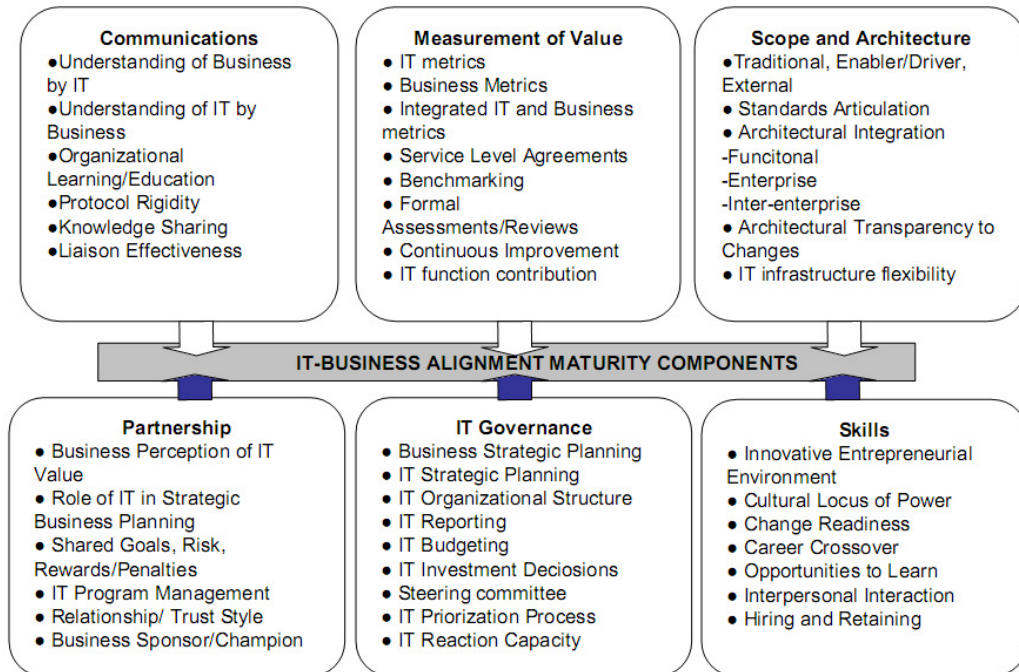 Communications
●Understanding of Business
by IT
●Understanding of IT by
Business
●Organizational
Learning/Education
●Protocol Rigidity
●Knowledge Sharing
●Liaison Effectiveness
Measurement of Value
● IT metrics
● Business Metrics
● Integrated IT and Business
metrics
● Service Level Agreements
● Benchmarking
● Formal
Assessments/Reviews
● Continuous Improvement
● IT function contribution
Scope and Architecture
●Traditional, Enabler/Driver,
External
● Standards Articulation
● Architectural Integration
-Funcitonal
-Enterprise
-Inter-enterprise
● Architectural Transparency to
Changes
● IT infrastructure flexibility
IT-BUSINESS ALIGNMENT MATURITY COMPONENTS
Partnership
● Business Perception of IT
Value
● Role of IT in Strategic
Business Planning
● Shared Goals, Risk,
Rewards/Penalties
● IT Program Management
● Relationship/ Trust Style
● Business Sponsor/Champion
IT Governance
● Business Strategic Planning
● IT Strategic Planning
● IT Organizational Structure
● IT Reporting
● IT Budgeting
● IT Investment Deciosions
● Steering committee
● IT Priorization Process
● IT Reaction Capacity
Skills
● Innovative Entrepreneurial
Environment
● Cultural Locus of Power
● Change Readiness
● Career Crossover
● Opportunities to Learn
● Interpersonal Interaction
● Hiring and Retaining